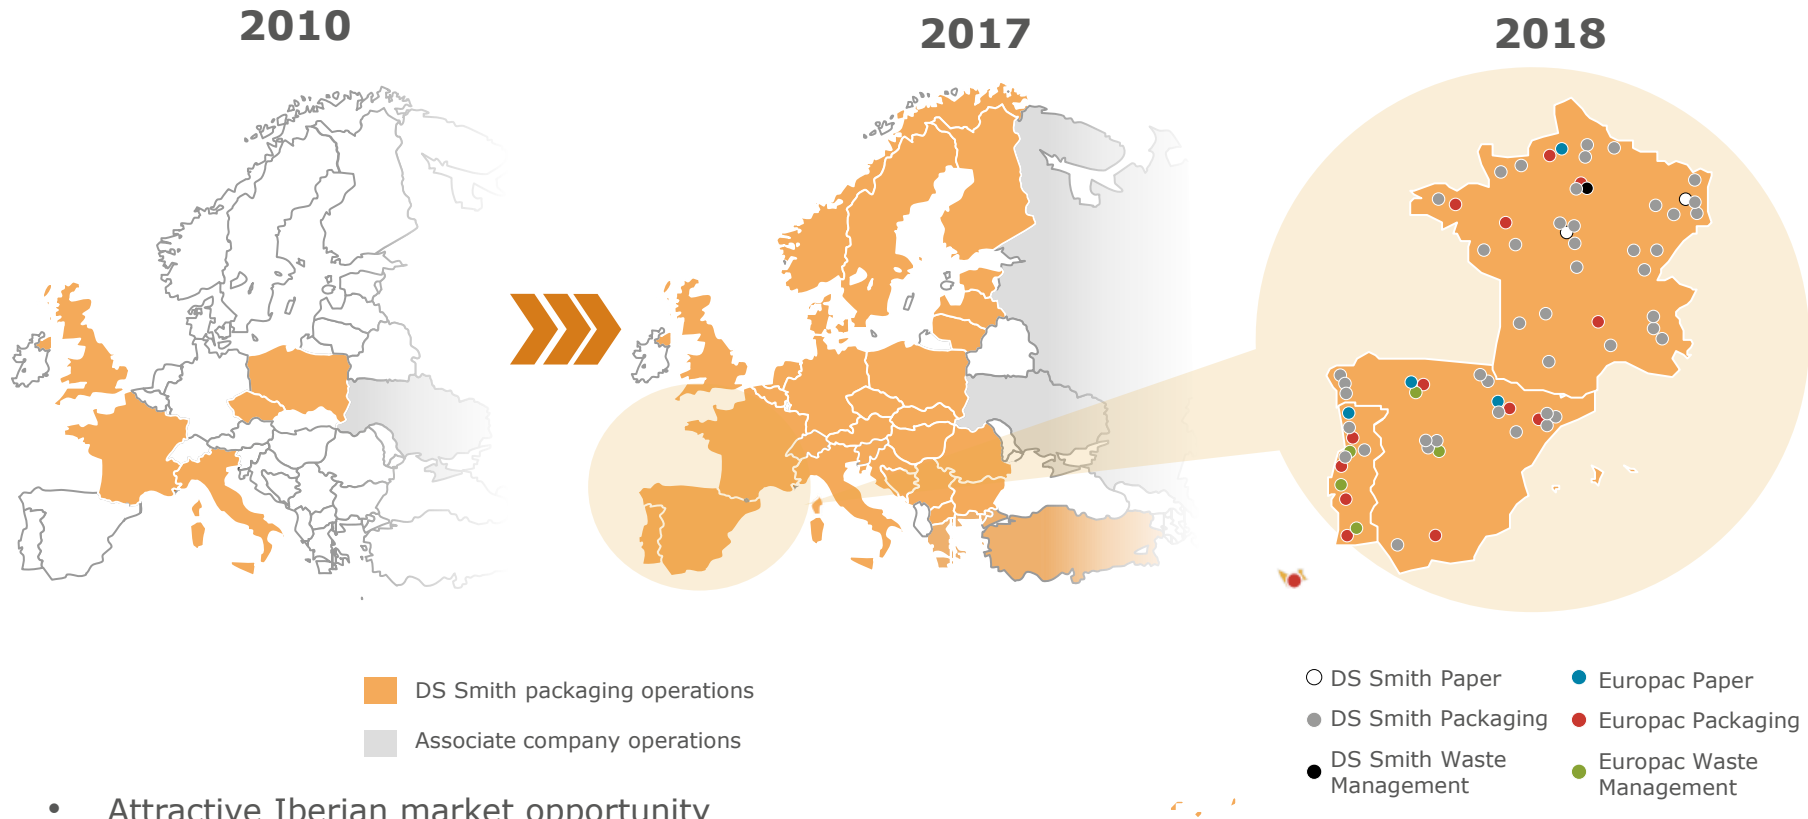 2010
2017
2018
DS Smith packaging operations
Associate company operations
DS Smith Paper
DS Smith Packaging
DS Smith Waste
Management
Europac Paper
Europac Packaging
Europac Waste
Management
• Attractive Iberian market opportunity